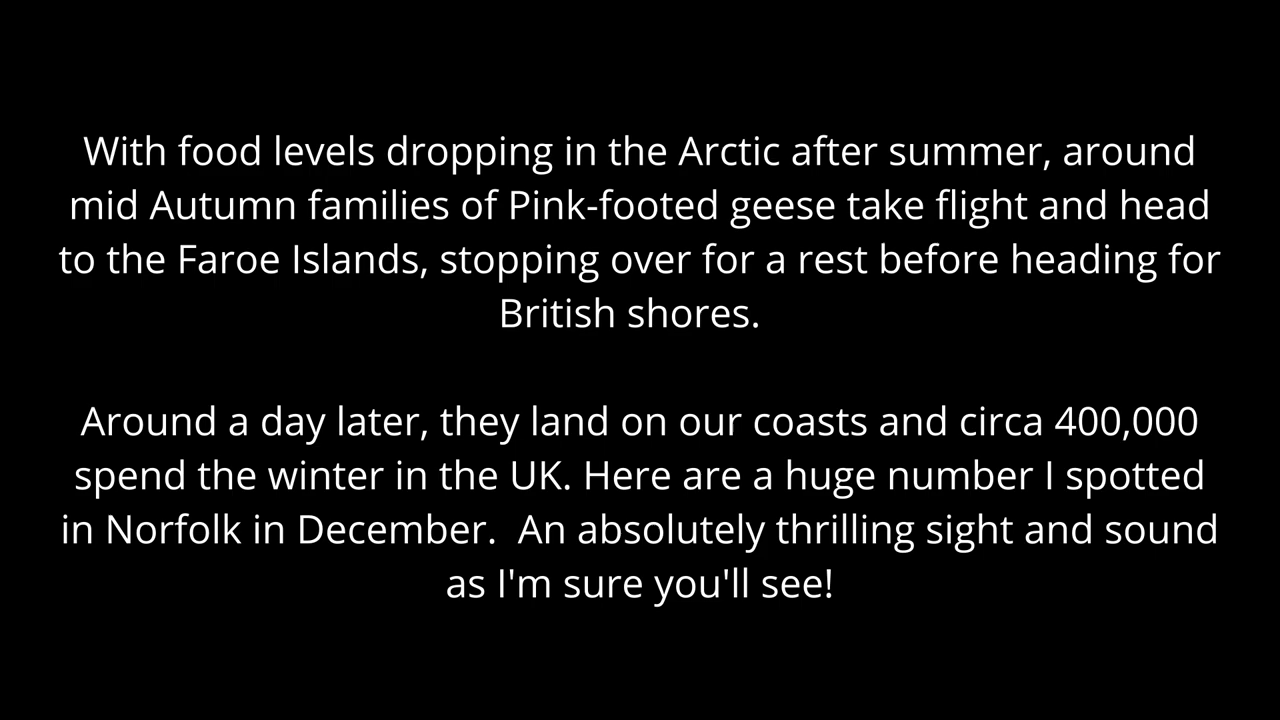 With food levels dropping in the Arctic after summer, around
mid Autumn families of Pink-footed geese take flight and head
to the Faroe Islands, stopping over for a rest before heading for
British shores.
Around a day later, they land on our coasts and circa 400,000
spend the winter in the UK. Here are a huge number I spotted
in Norfolk in December.  An absolutely thrilling sight and sound
as I'm sure you'll see!